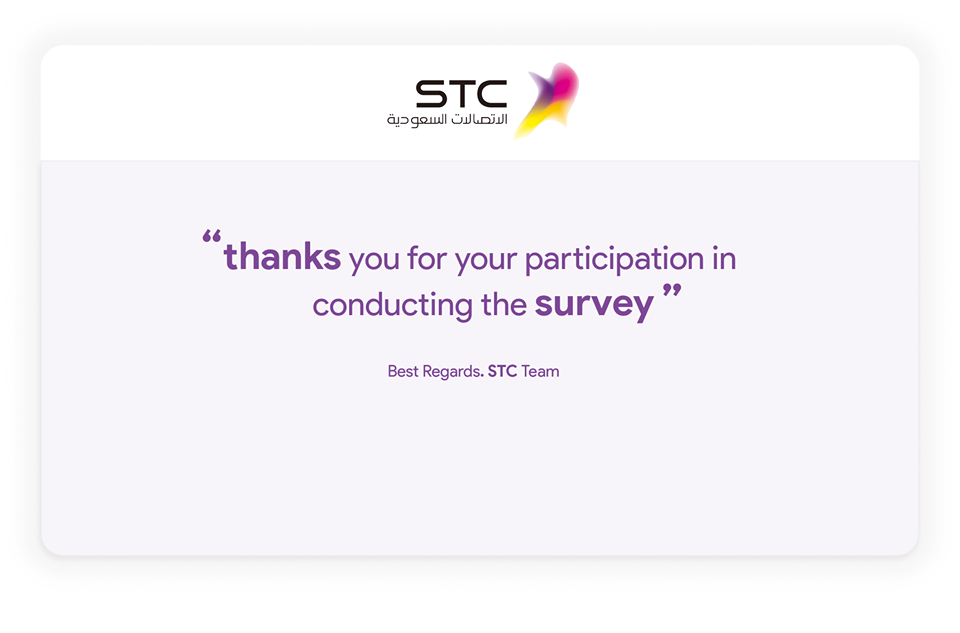 STC
الاتصالات السعودية
“thanks you for your participation in
conducting the survey ”
Best Regards. STC Team